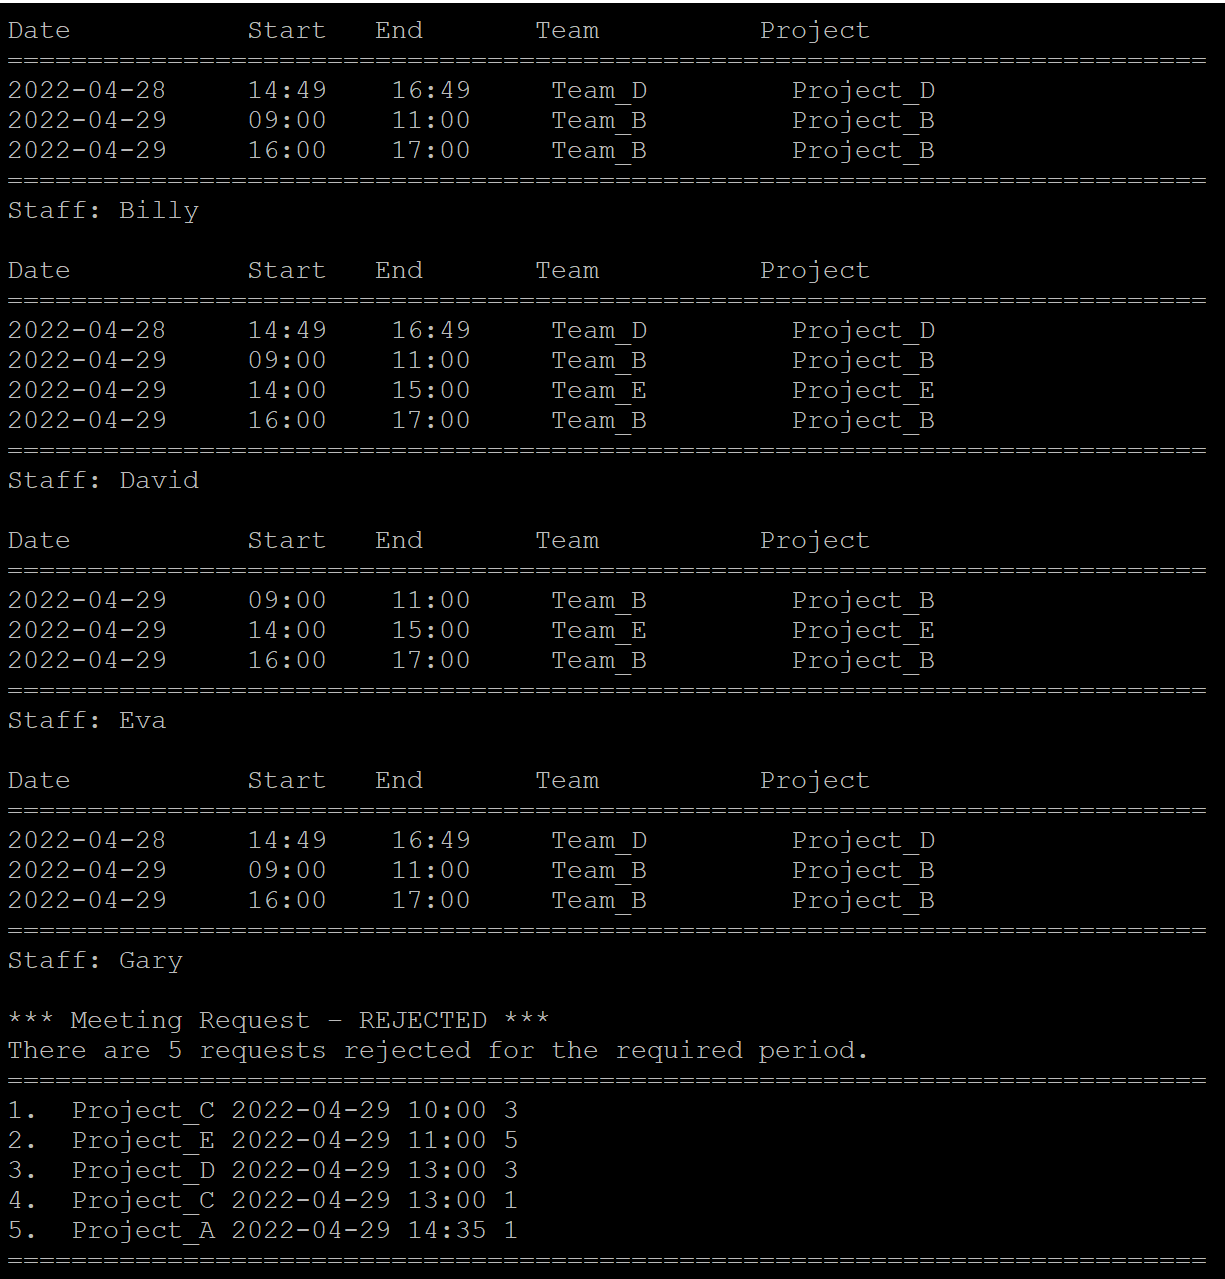 Date Start End Team Project
===========================================================================
2022-04-28 14:49 16:49 Team_D Project_D
2022-04-29 09:00 11:00 Team_B Project_B
2022-04-29 16:00 17:00 Team_B Project_B
===========================================================================
Staff: Billy
Date Start End Team Project
===========================================================================
2022-04-28 14:49 16:49 Team_D Project_D
2022-04-29 09:00 11:00 Team_B Project_B
2022-04-29 14:00 15:00 Team_E Project_E
2022-04-29 16:00 17:00 Team_B Project_B
===========================================================================
Staff: David
Date Start End Team Project
===========================================================================
2022-04-29 09:00 11:00 Team_B Project_B
2022-04-29 14:00 15:00 Team_E Project_E
2022-04-29 16:00 17:00 Team_B Project_B
===========================================================================
Staff: Eva
Date Start End Team Project
===========================================================================
2022-04-28 14:49 16:49 Team_D Project_D
2022-04-29 09:00 11:00 Team_B Project_B
2022-04-29 16:00 17:00 Team_B Project_B
===========================================================================
Staff: Gary
*** Meeting Request – REJECTED ***
There are 5 requests rejected for the required period.
===========================================================================
1. Project_C 2022-04-29 10:00 3
2. Project_E 2022-04-29 11:00 5
3. Project_D 2022-04-29 13:00 3
4. Project_C 2022-04-29 13:00 1
5. Project_A 2022-04-29 14:35 1
===========================================================================